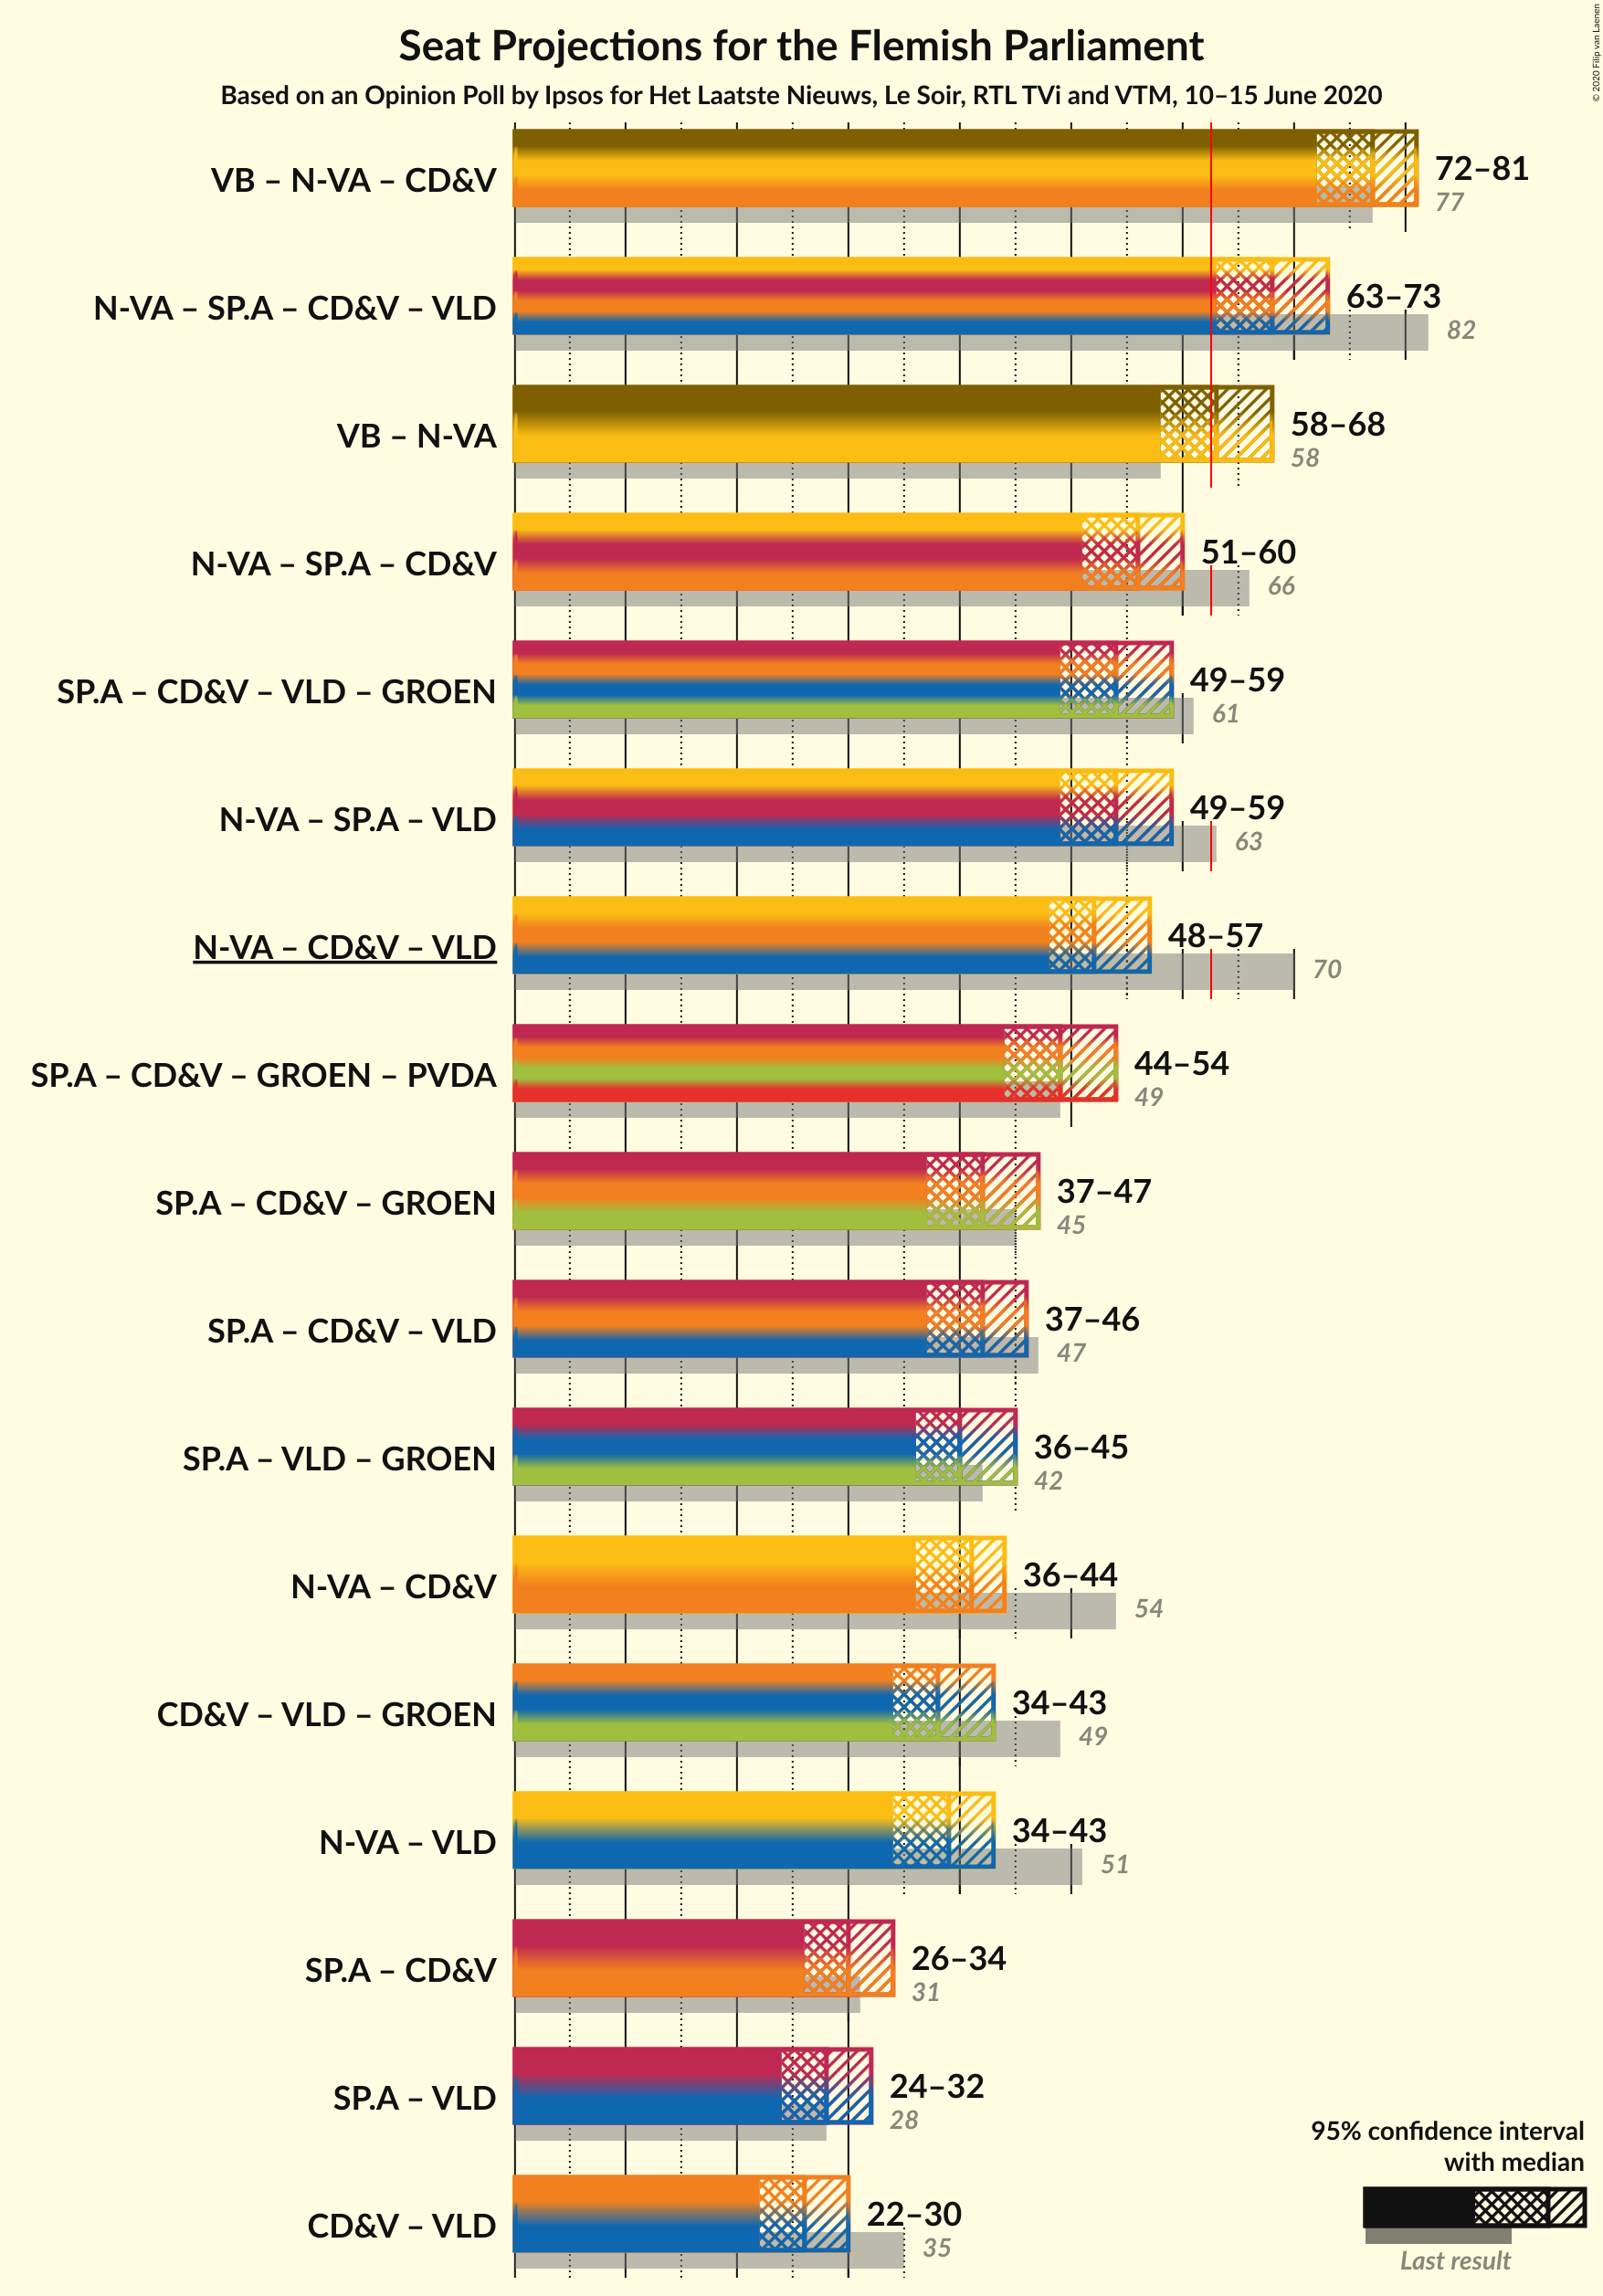 Seat Projections for the Flemish Parliament
Based on an Opinion Poll by Ipsos for Het Laatste Nieuws, Le Soir, RTL TVi and VTM, 10–15 June 2020
© 2020 Filip van Laenen
VB – N-VA – CD&V
72–81
77
N-VA – SP.A – CD&V – VLD
63–73
82
VB – N-VA
58–68
58
N-VA – SP.A – CD&V
51–60
66
SP.A – CD&V – VLD – GROEN
49–59
61
N-VA – SP.A – VLD
49–59
63
N-VA – CD&V – VLD
48–57
70
SP.A – CD&V – GROEN – PVDA
44–54
49
SP.A – CD&V – GROEN
37–47
45
SP.A – CD&V – VLD
37–46
47
SP.A – VLD – GROEN
36–45
42
N-VA – CD&V
36–44
54
CD&V – VLD – GROEN
34–43
49
N-VA – VLD
34–43
51
SP.A – CD&V
26–34
31
SP.A – VLD
24–32
28
CD&V – VLD
22–30
35
95% confidence interval
with median
Last result